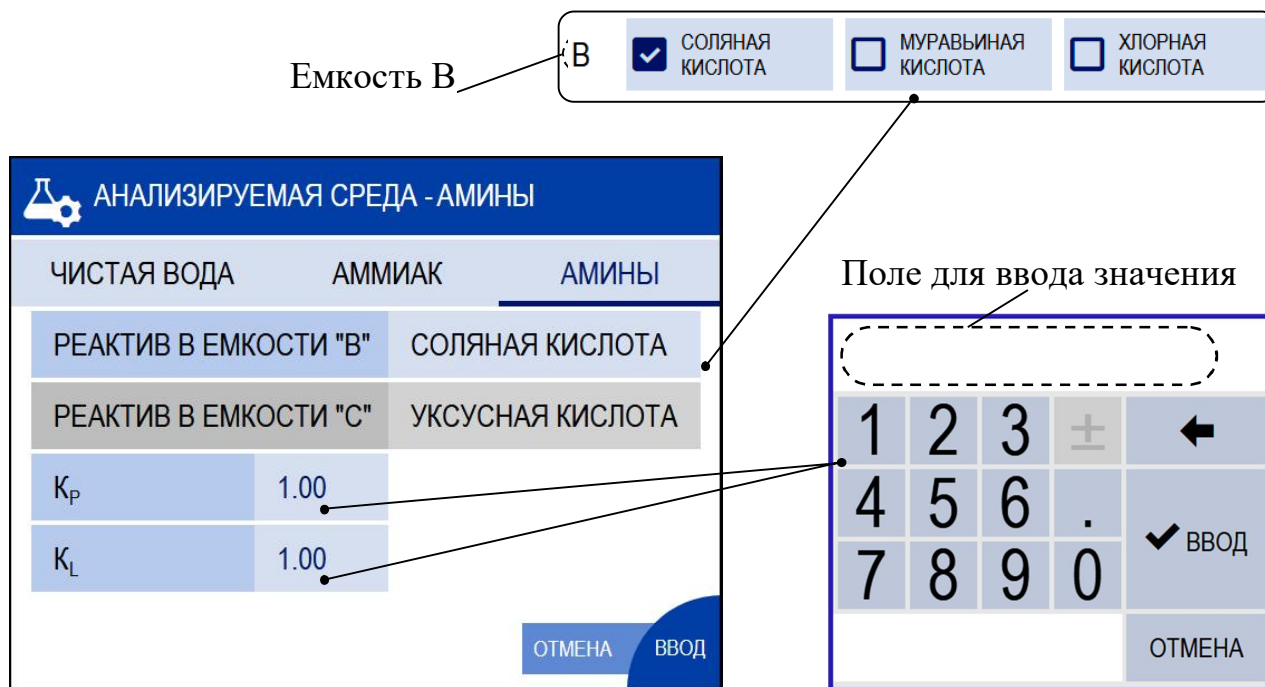 В
СОЛЯНАЯ
КИСЛОТА
МУРАВЬИНАЯ
КИСЛОТА
ХЛОРНАЯ
КИСЛОТА
Емкость В
АНАЛИЗИРУЕМАЯ СРЕДА - АМИНЫ
ЧИСТАЯ ВОДА АММИАК АМИНЫ
РЕАКТИВ В ЕМКОСТИ "В" СОЛЯНАЯ КИСЛОТА
РЕАКТИВ В ЕМКОСТИ "С" УКСУСНАЯ КИСЛОТА
KP 1.00
KL 1.00
ОТМЕНА ВВОД
Поле для ввода значения
1 2 3 ±
4 5 6 .
ВВОД
7 8 9 0
ОТМЕНА